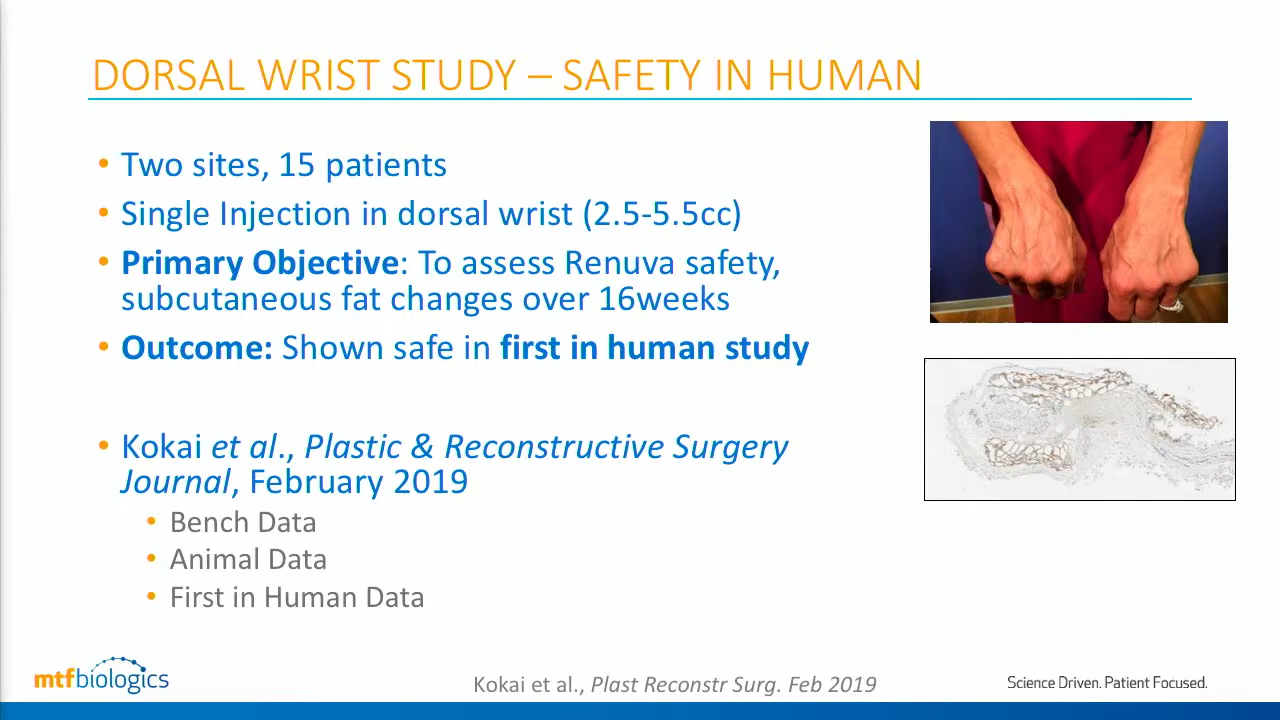 DORSAL WRIST STUDY – SAFETY IN HUMAN
• Two sites, 15 patients
• Single Injection in dorsal wrist (2.5-5.5cc)
• Primary Objective: To assess Renuva safety,
subcutaneous fat changes over 16weeks
• Outcome: Shown safe in first in human study
• Kokai et al., Plastic & Reconstructive Surgery
Journal, February 2019
• Bench Data
• Animal Data
• First in Human Data
mtfbiologics
Kokai et al., Plast Reconstr Surg. Feb 2019
Science Driven. Patient Focused.